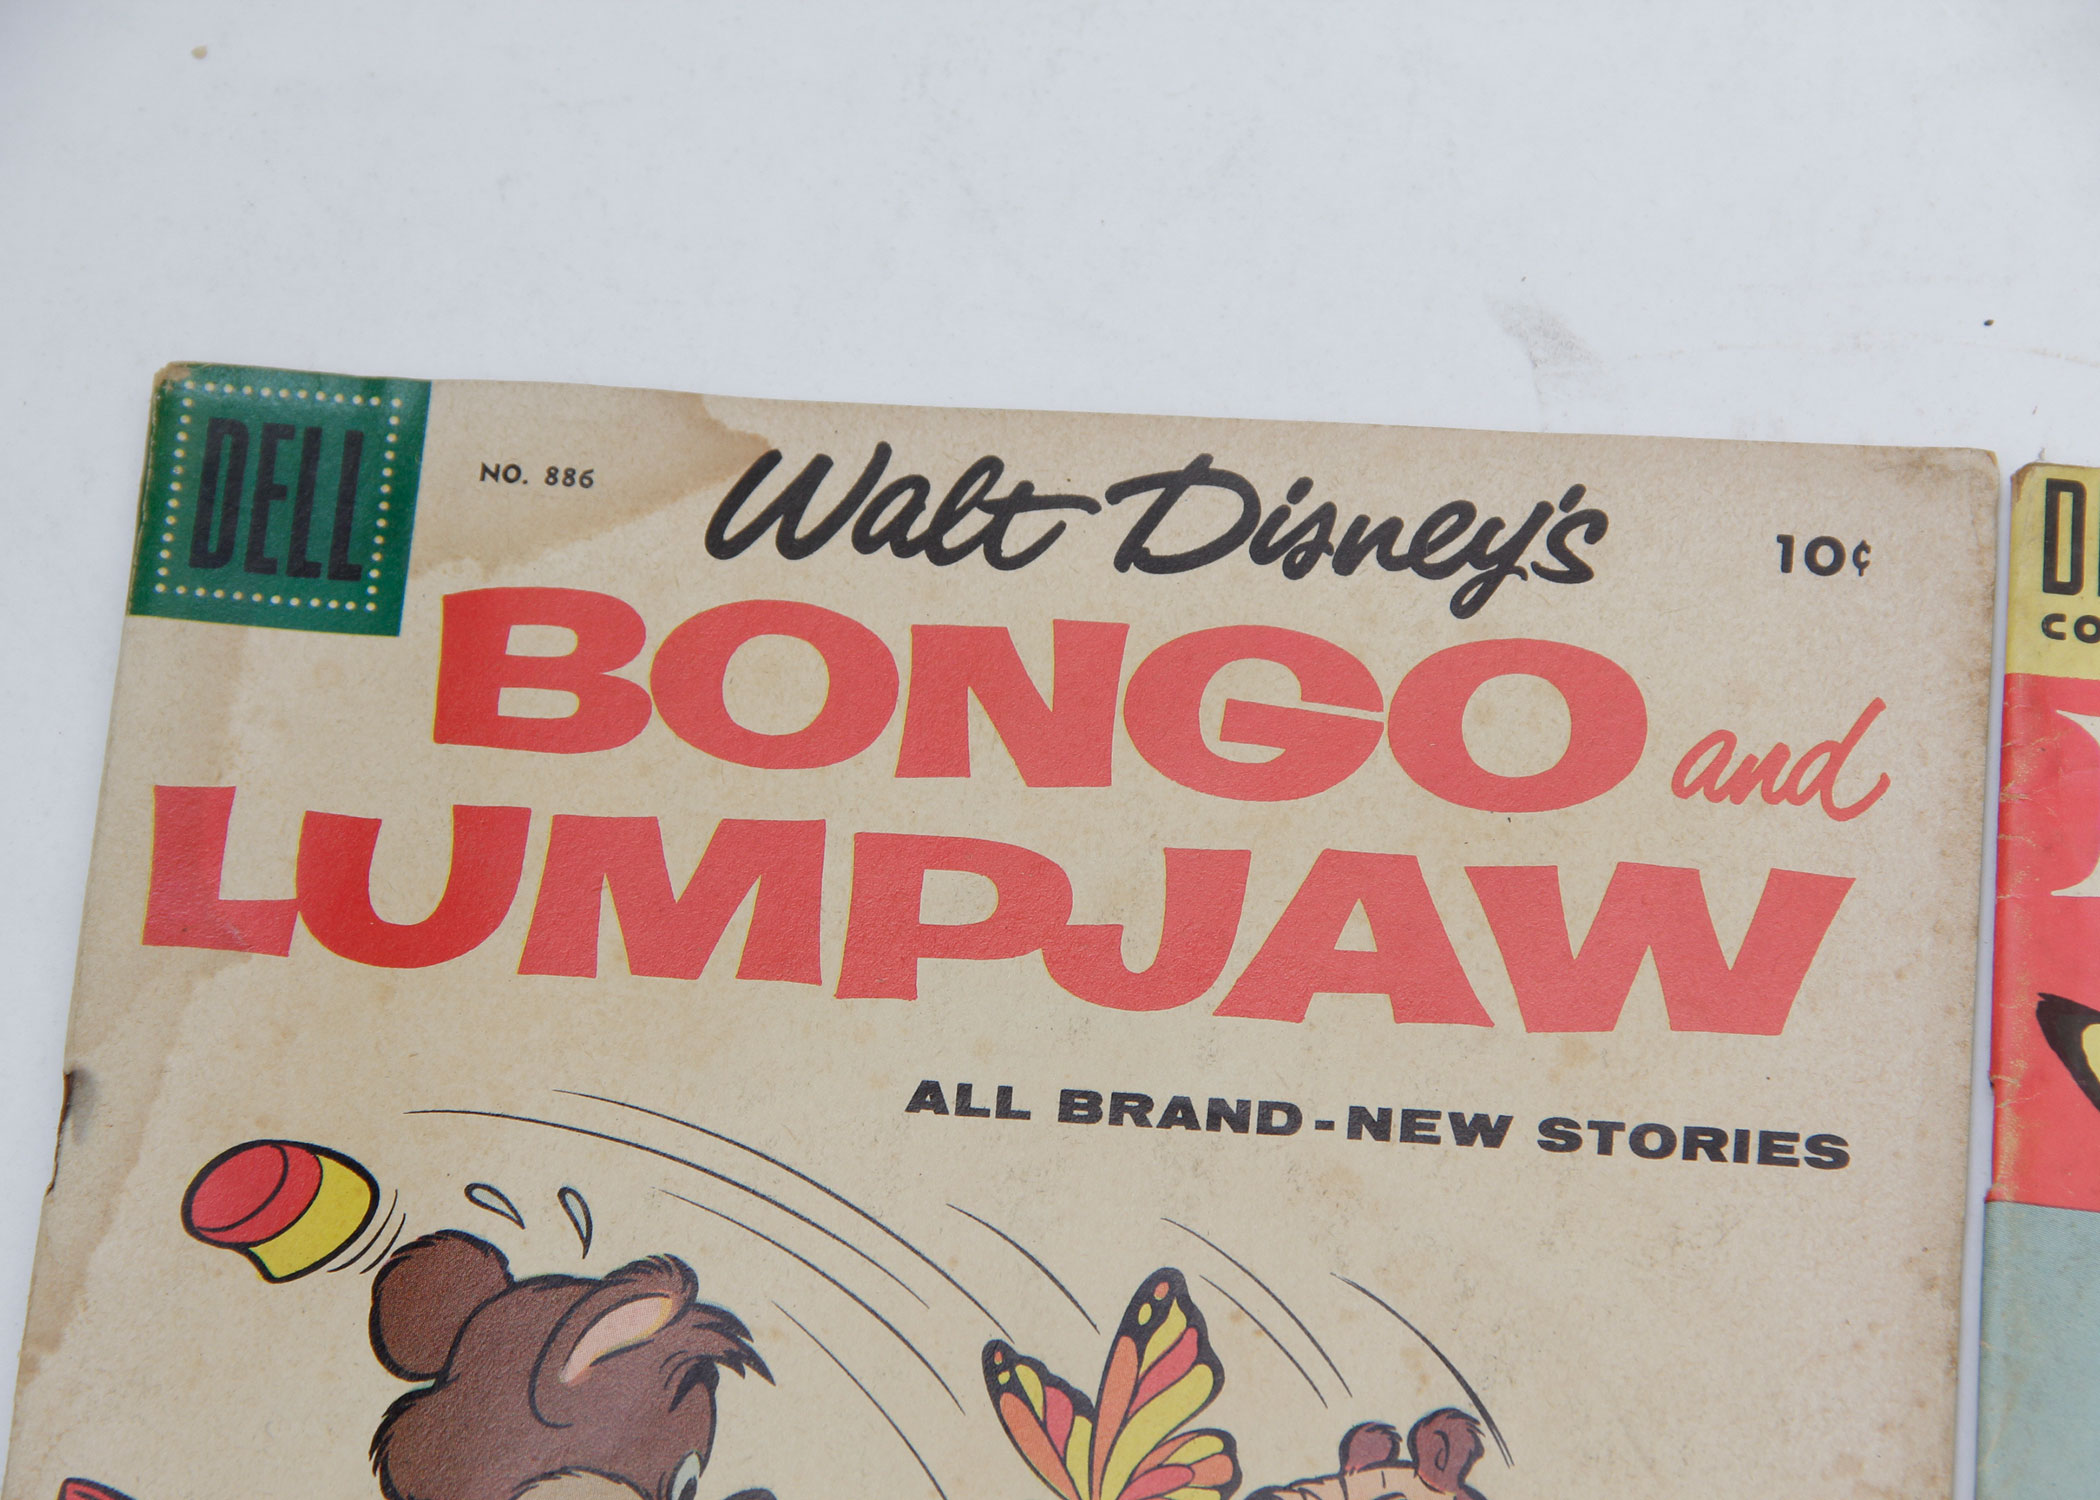 DELL
NO. 886
Walt Disney's
10¢
BONGO and
LUMPJAW
ALL BRAND-NEW STORIES